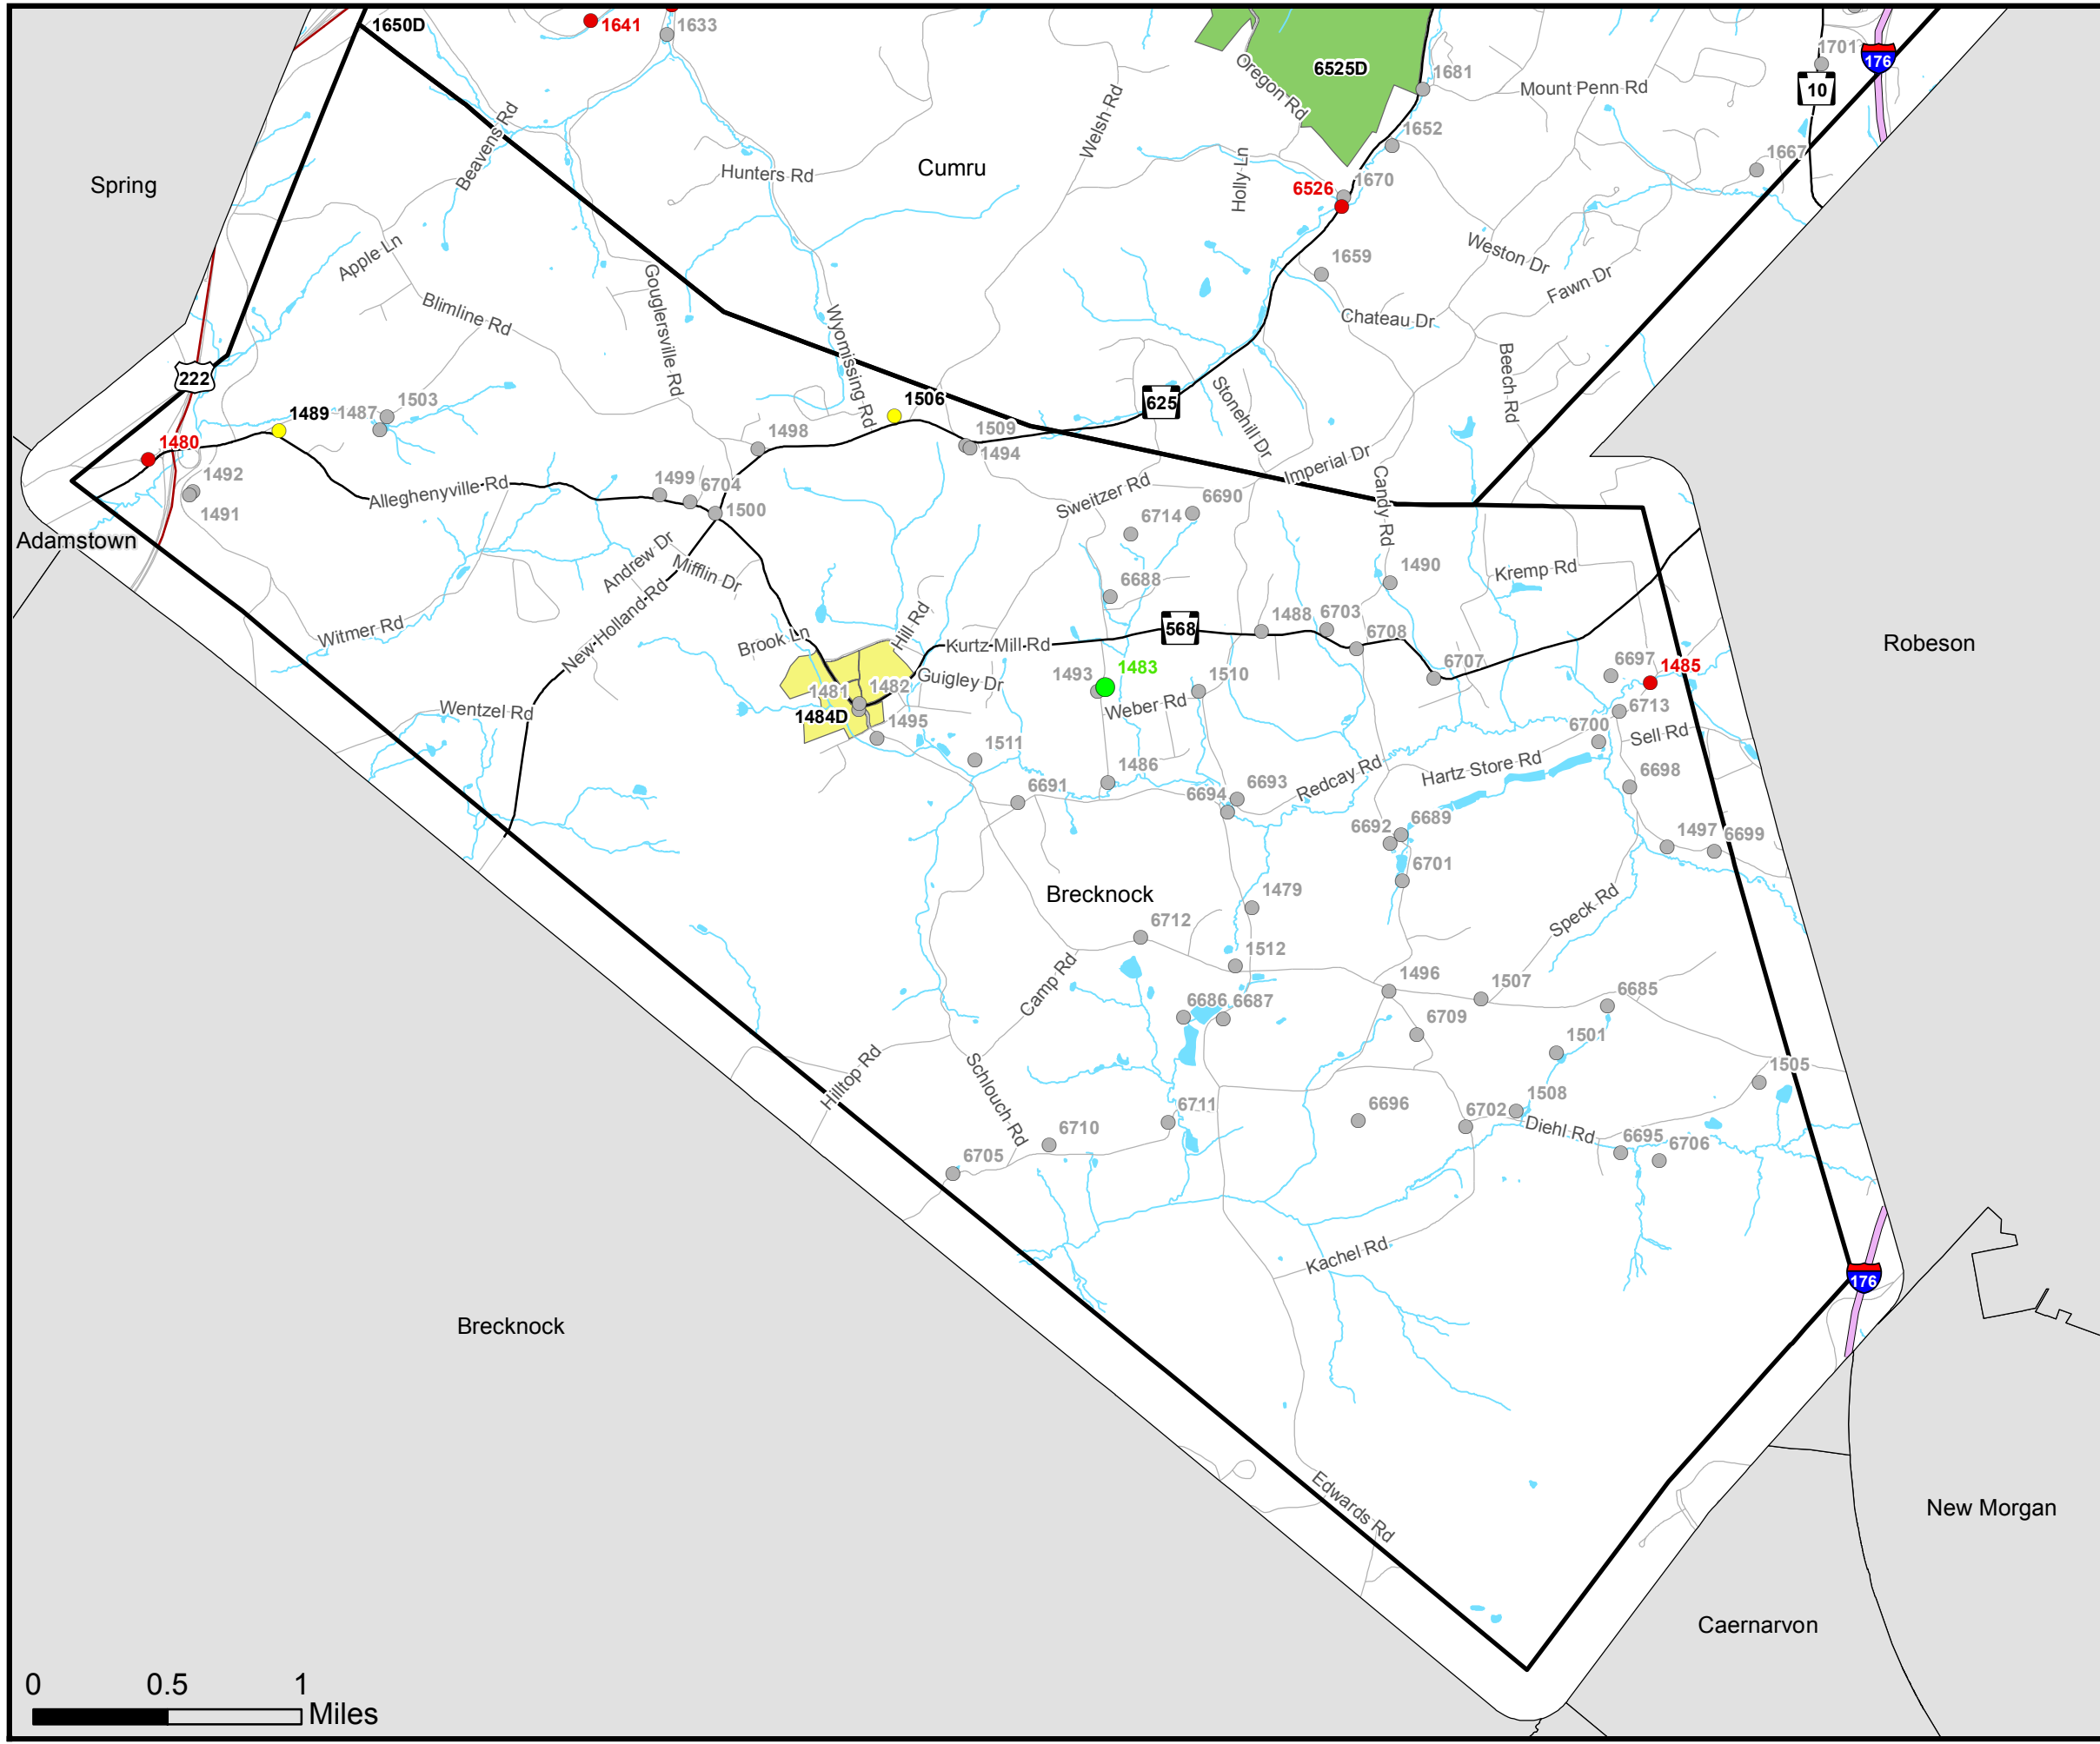 1650D
1641
1633
6525D
Oregon Rd
1681
1701
176
10
Mount Penn Rd
Spring
Beavens Rd
Hunters Rd
Cumru
Welsh Rd
Holly Ln
1652
1667
6526
1670
Apple Ln
Blimline Rd
Gouglersville Rd
Wyomissing Rd
1659
Weston Dr
Fawn Dr
Chateau Dr
Beech Rd
222
1489
1487
1503
1506
625
Stonehill Dr
1480
1498
1509
1494
Imperial Dr
Candy Rd
1492
1491
Alleghenyville Rd
1499
6704
1500
Sweitzer Rd
6690
6714
Adamstown
Andrew Dr
Mifflin Dr
New Holland Rd
6688
1490
Kremp Rd
Witmer Rd
Brook Ln
Hill Rd
Kurtz Mill Rd
568
1488
6703
6708
Robeson
Guigley Dr
1493
1483
1510
6707
6697
1485
1481
1482
1484D
1495
Weber Rd
6713
6700
Sell Rd
Wentzel Rd
1511
1486
6691
6694
6693
Redcay Rd
Hartz Store Rd
6698
6692
6689
1497
6699
6701
Brecknock
1479
Speck Rd
6712
1512
Camp Rd
1496
1507
6685
6686
6687
6709
1501
Hilltop Rd
Schlouch Rd
1505
6711
6696
6702
1508
Diehl Rd
6710
6705
6695
6706
Kachel Rd
176
Brecknock
Edwards Rd
New Morgan
Caernarvon
0 0.5 1
Miles